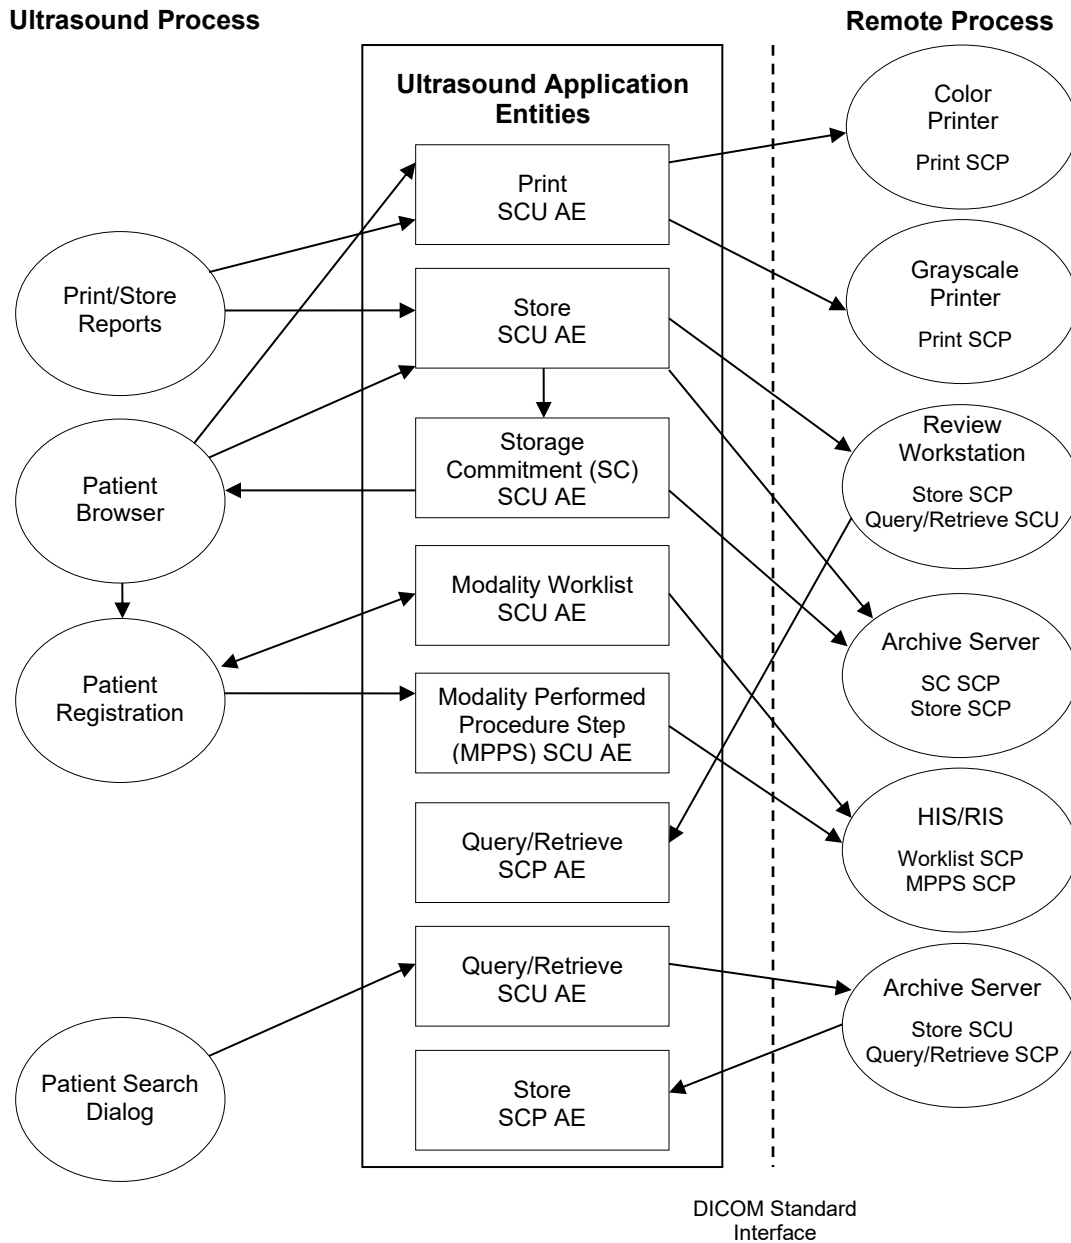 Ultrasound Process
Remote Process
Ultrasound Application
Entities
Print/Store
Reports
Patient
Browser
Patient
Registration
Patient Search
Dialog
Print
SCU AE
Store
SCU AE
Storage
Commitment (SC)
SCU AE
Modality Worklist
SCU AE
Modality Performed
Procedure Step
(MPPS) SCU AE
Query/Retrieve
SCP AE
Query/Retrieve
SCU AE
Store
SCP AE
Color
Printer
Print SCP
Grayscale
Printer
Print SCP
Review
Workstation
Store SCP
Query/Retrieve SCU
Archive Server
SC SCP
Store SCP
HIS/RIS
Worklist SCP
MPPS SCP
Archive Server
Store SCU
Query/Retrieve SCP
DICOM Standard
Interface